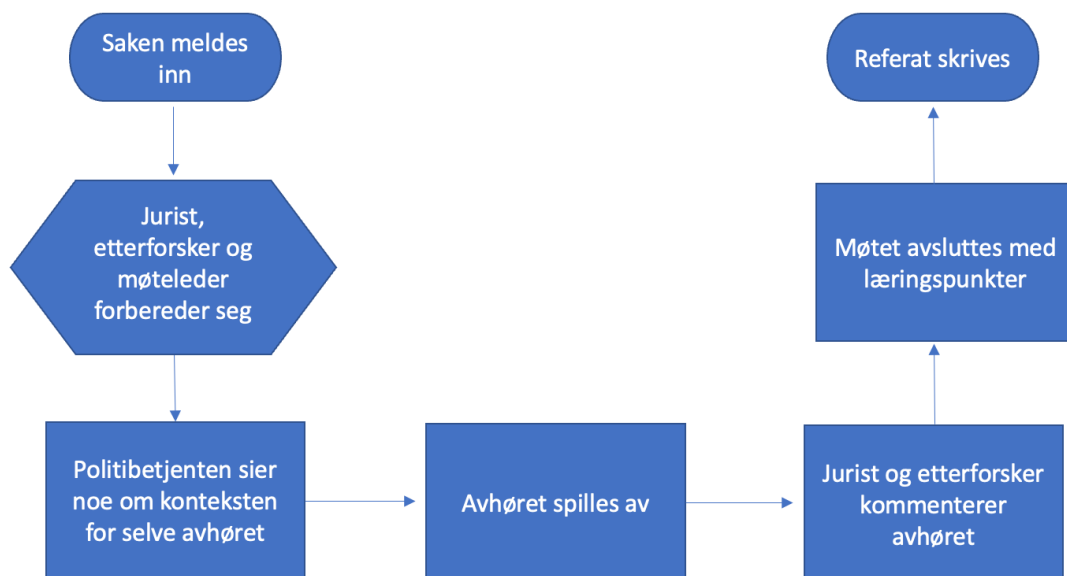 Saken meldes
inn
Jurist,
etterforsker og
møteleder
forbereder seg
Politibetjenten sier
noe om konteksten
for selve avhøret
Avhøret spilles av
Jurist og etterforsker
kommenterer
avhøret
Møtet avsluttes med
læringspunkter
Referat skrives